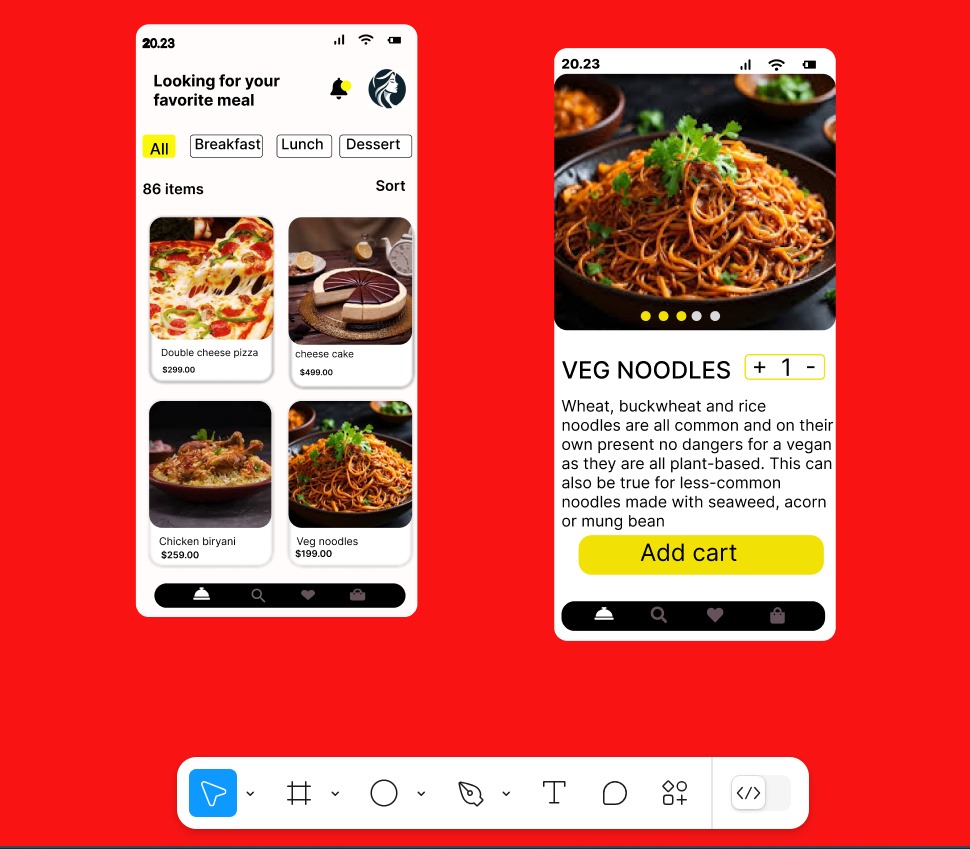 20.23
Looking for your
favorite meal
All Breakfast Lunch Dessert
86 items Sort
Double cheese pizza
$299.00
cheese cake
$499.00
Chicken biryani
$259.00
Veg noodles
$199.00
20.23
VEG NOODLES + 1 -
Wheat, buckwheat and rice
noodles are all common and on their
own present no dangers for a vegan
as they are all plant-based. This can
also be true for less-common
noodles made with seaweed, acorn
or mung bean
Add cart